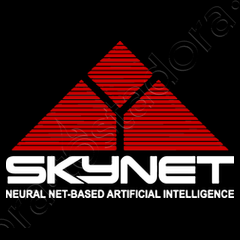 SKYNET
NEURAL NET-BASED ARTIFICIAL INTELLIGENCE